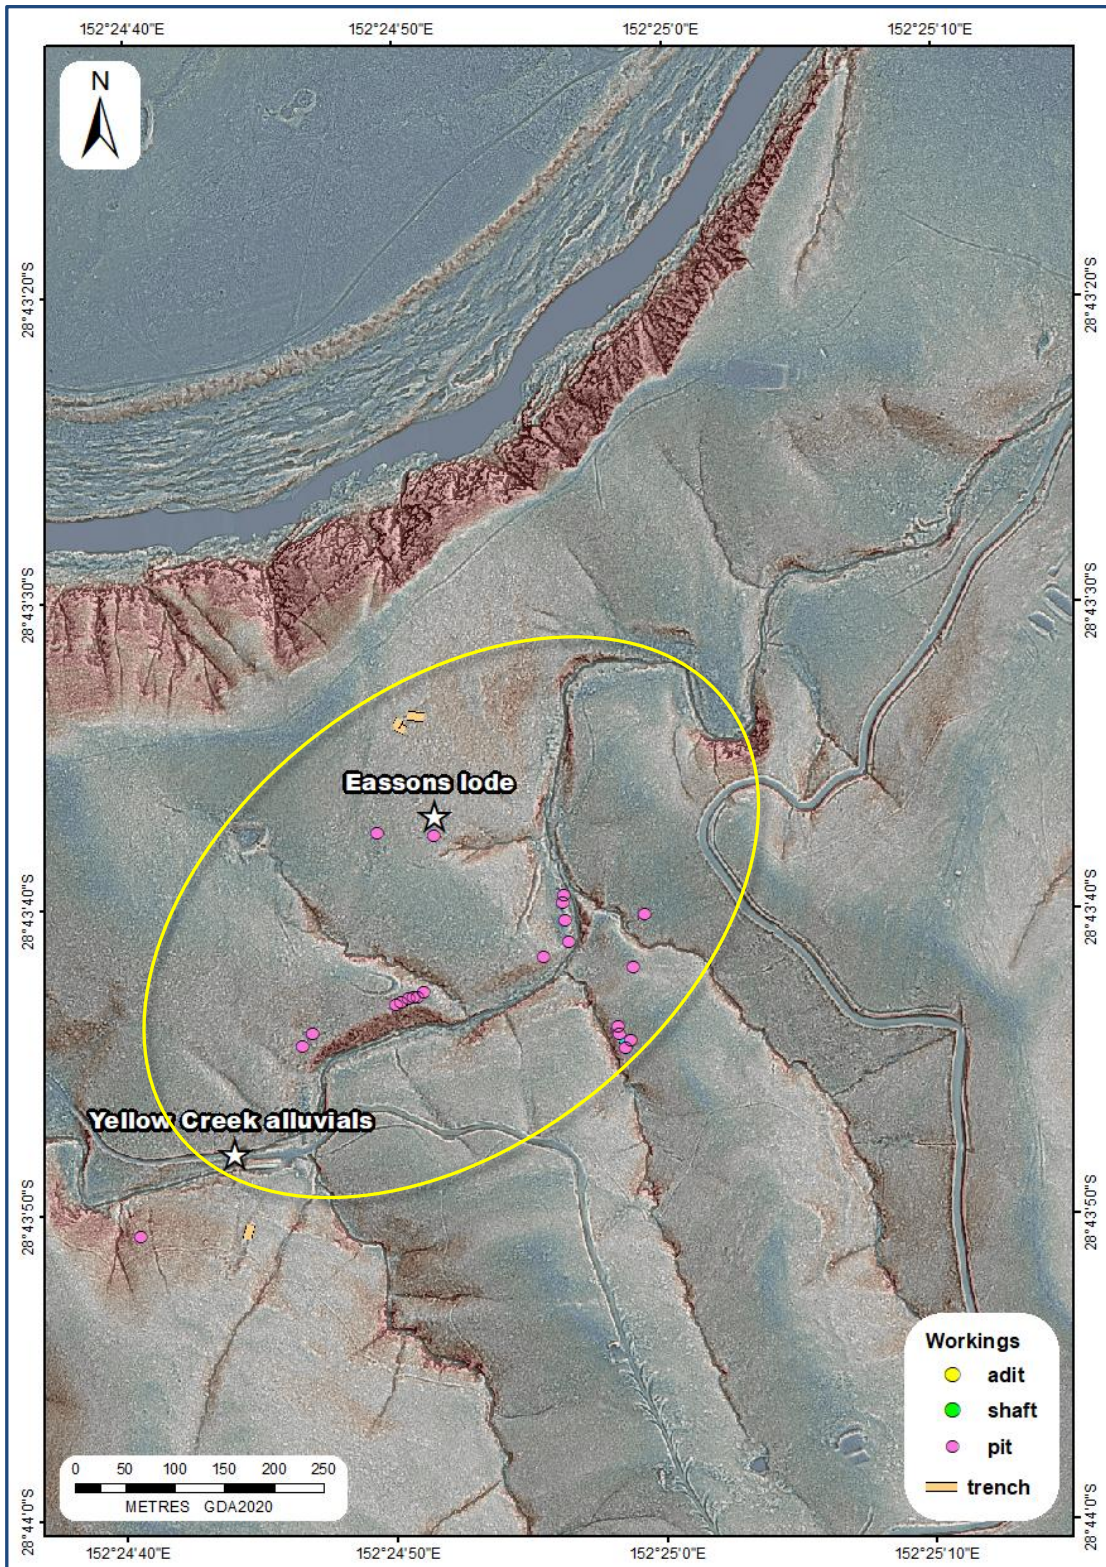 152°24'40"E 152°24'50"E 152°25'0"E 152°25'10"E
N
28°43'20"S 28°43'20"S
28°43'30"S 28°43'30"S
Eassons lode
28°43'40"S 28°43'40"S
Yellow Creek alluvials
28°43'50"S 28°43'50"S
Workings
adit
shaft
pit
trench
0 50 100 150 200 250
METRES GDA2020
28°44'0"S 28°44'0"S
152°24'40"E 152°24'50"E 152°25'0"E 152°25'10"E